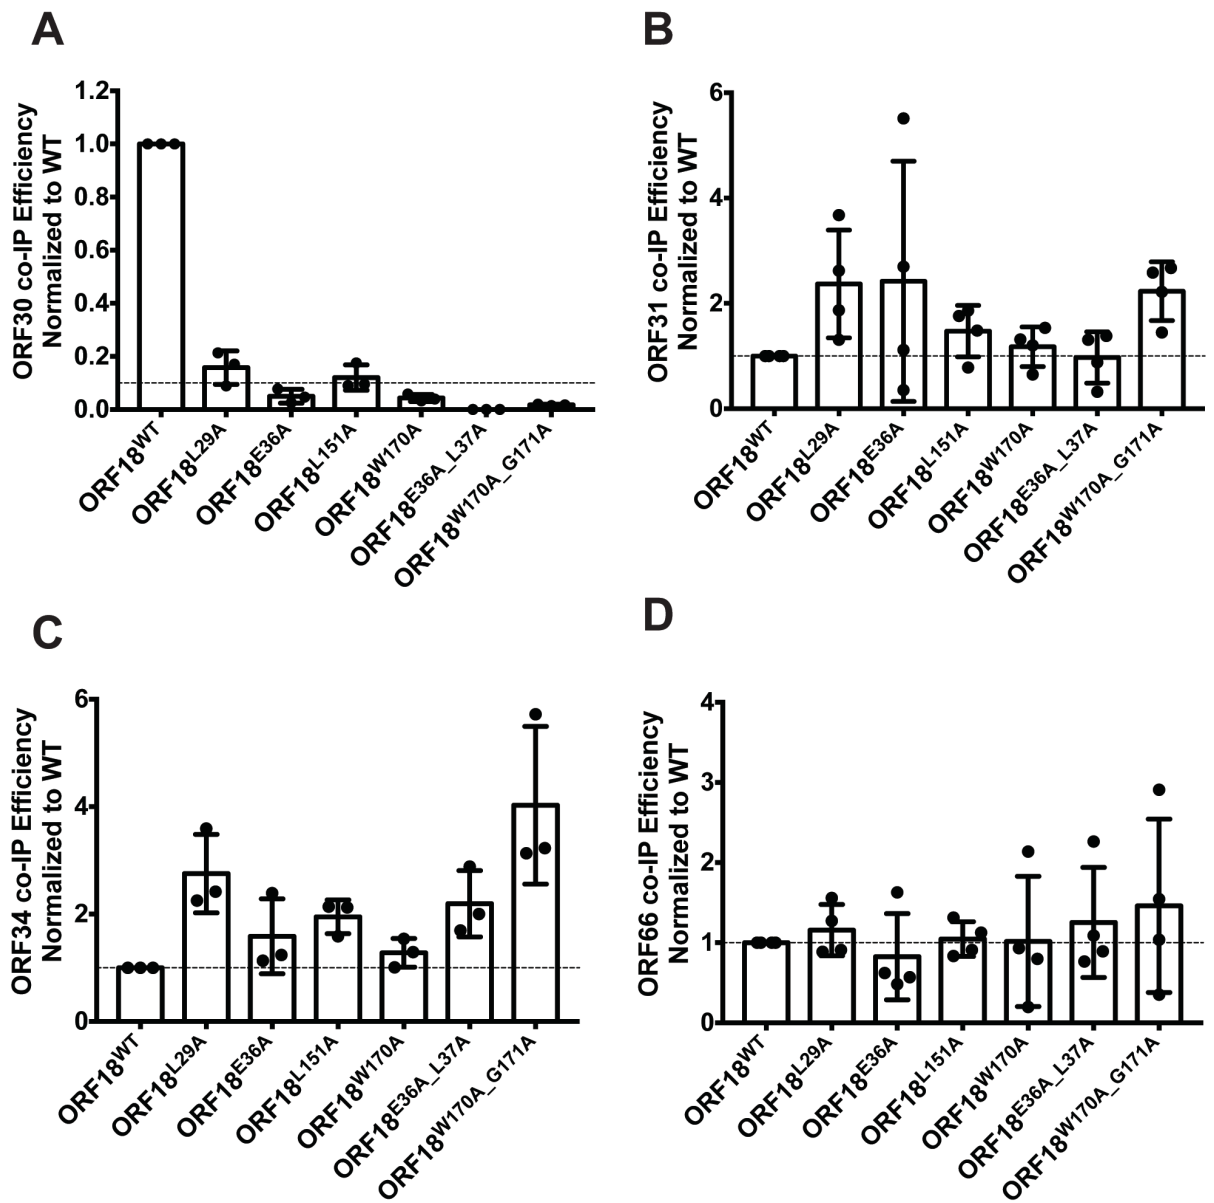 A
ORF30 co-IP Efficiency
Normalized to WT
1.2
1.0
0.8
0.6
0.4
0.2
0.0
ORF18WT
ORF18L29A
ORF18E36A
ORF18L151A
ORF18W170A
ORF18E36A_L37A
ORF18W170A_G171A
B
ORF31 co-IP Efficiency
Normalized to WT
6
4
2
0
ORF18WT
ORF18L29A
ORF18E36A
ORF18L151A
ORF18W170A
ORF18E36A_L37A
ORF18W170A_G171A
C
ORF34 co-IP Efficiency
Normalized to WT
6
4
2
0
ORF18WT
ORF18L29A
ORF18E36A
ORF18L151A
ORF18W170A
ORF18E36A_L37A
ORF18W170A_G171A
D
ORF66 co-IP Efficiency
Normalized to WT
4
3
2
1
0
ORF18WT
ORF18L29A
ORF18E36A
ORF18L151A
ORF18W170A
ORF18E36A_L37A
ORF18W170A_G171A